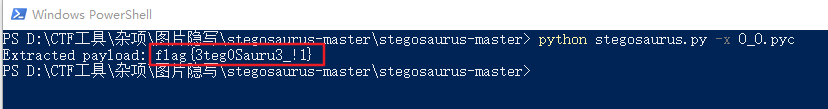 Windows PowerShell
PS D:\CTF工具\杂项\图片隐写\stegosaurus-master\stegosaurus-master> python stegosaurus.py -x O_O.pyc
Extracted payload: flag{3teg0Sauru3_!1}
PS D:\CTF工具\杂项\图片隐写\stegosaurus-master\stegosaurus-master>